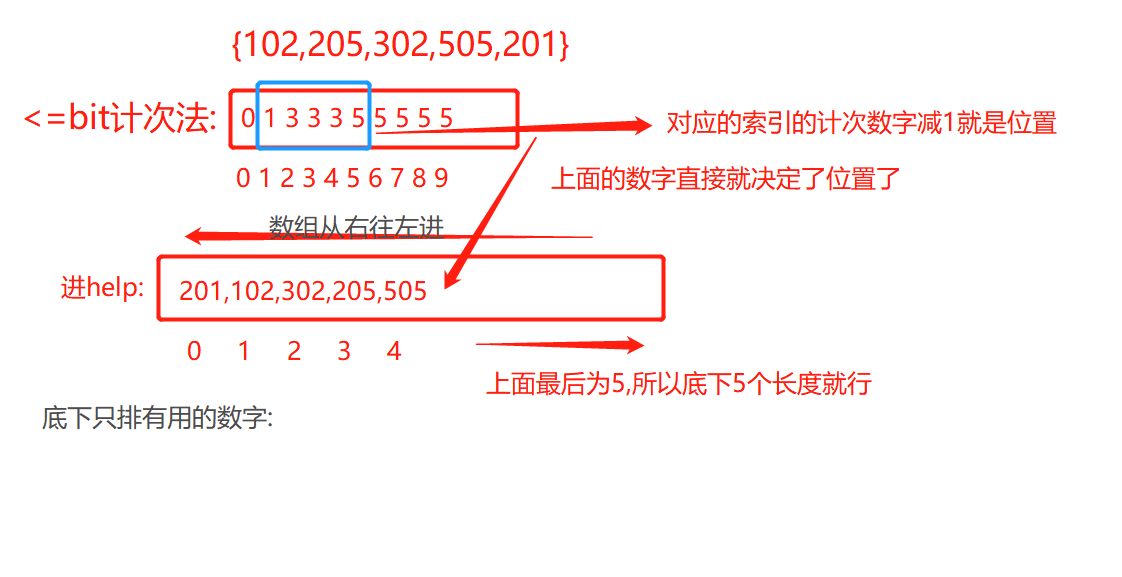 {102,205,302,505,201}
<=bit计次法: 0 1 3 3 3 5 5 5 5 5
对应的索引的计次数字减1就是位置
0 1 2 3 4 5 6 7 8 9
上面的数字直接就决定了位置了
数组从右往左进
进help: 201,102,302,205,505
0 1 2 3 4
上面最后为5,所以底下5个长度就行
底下只排有用的数字: